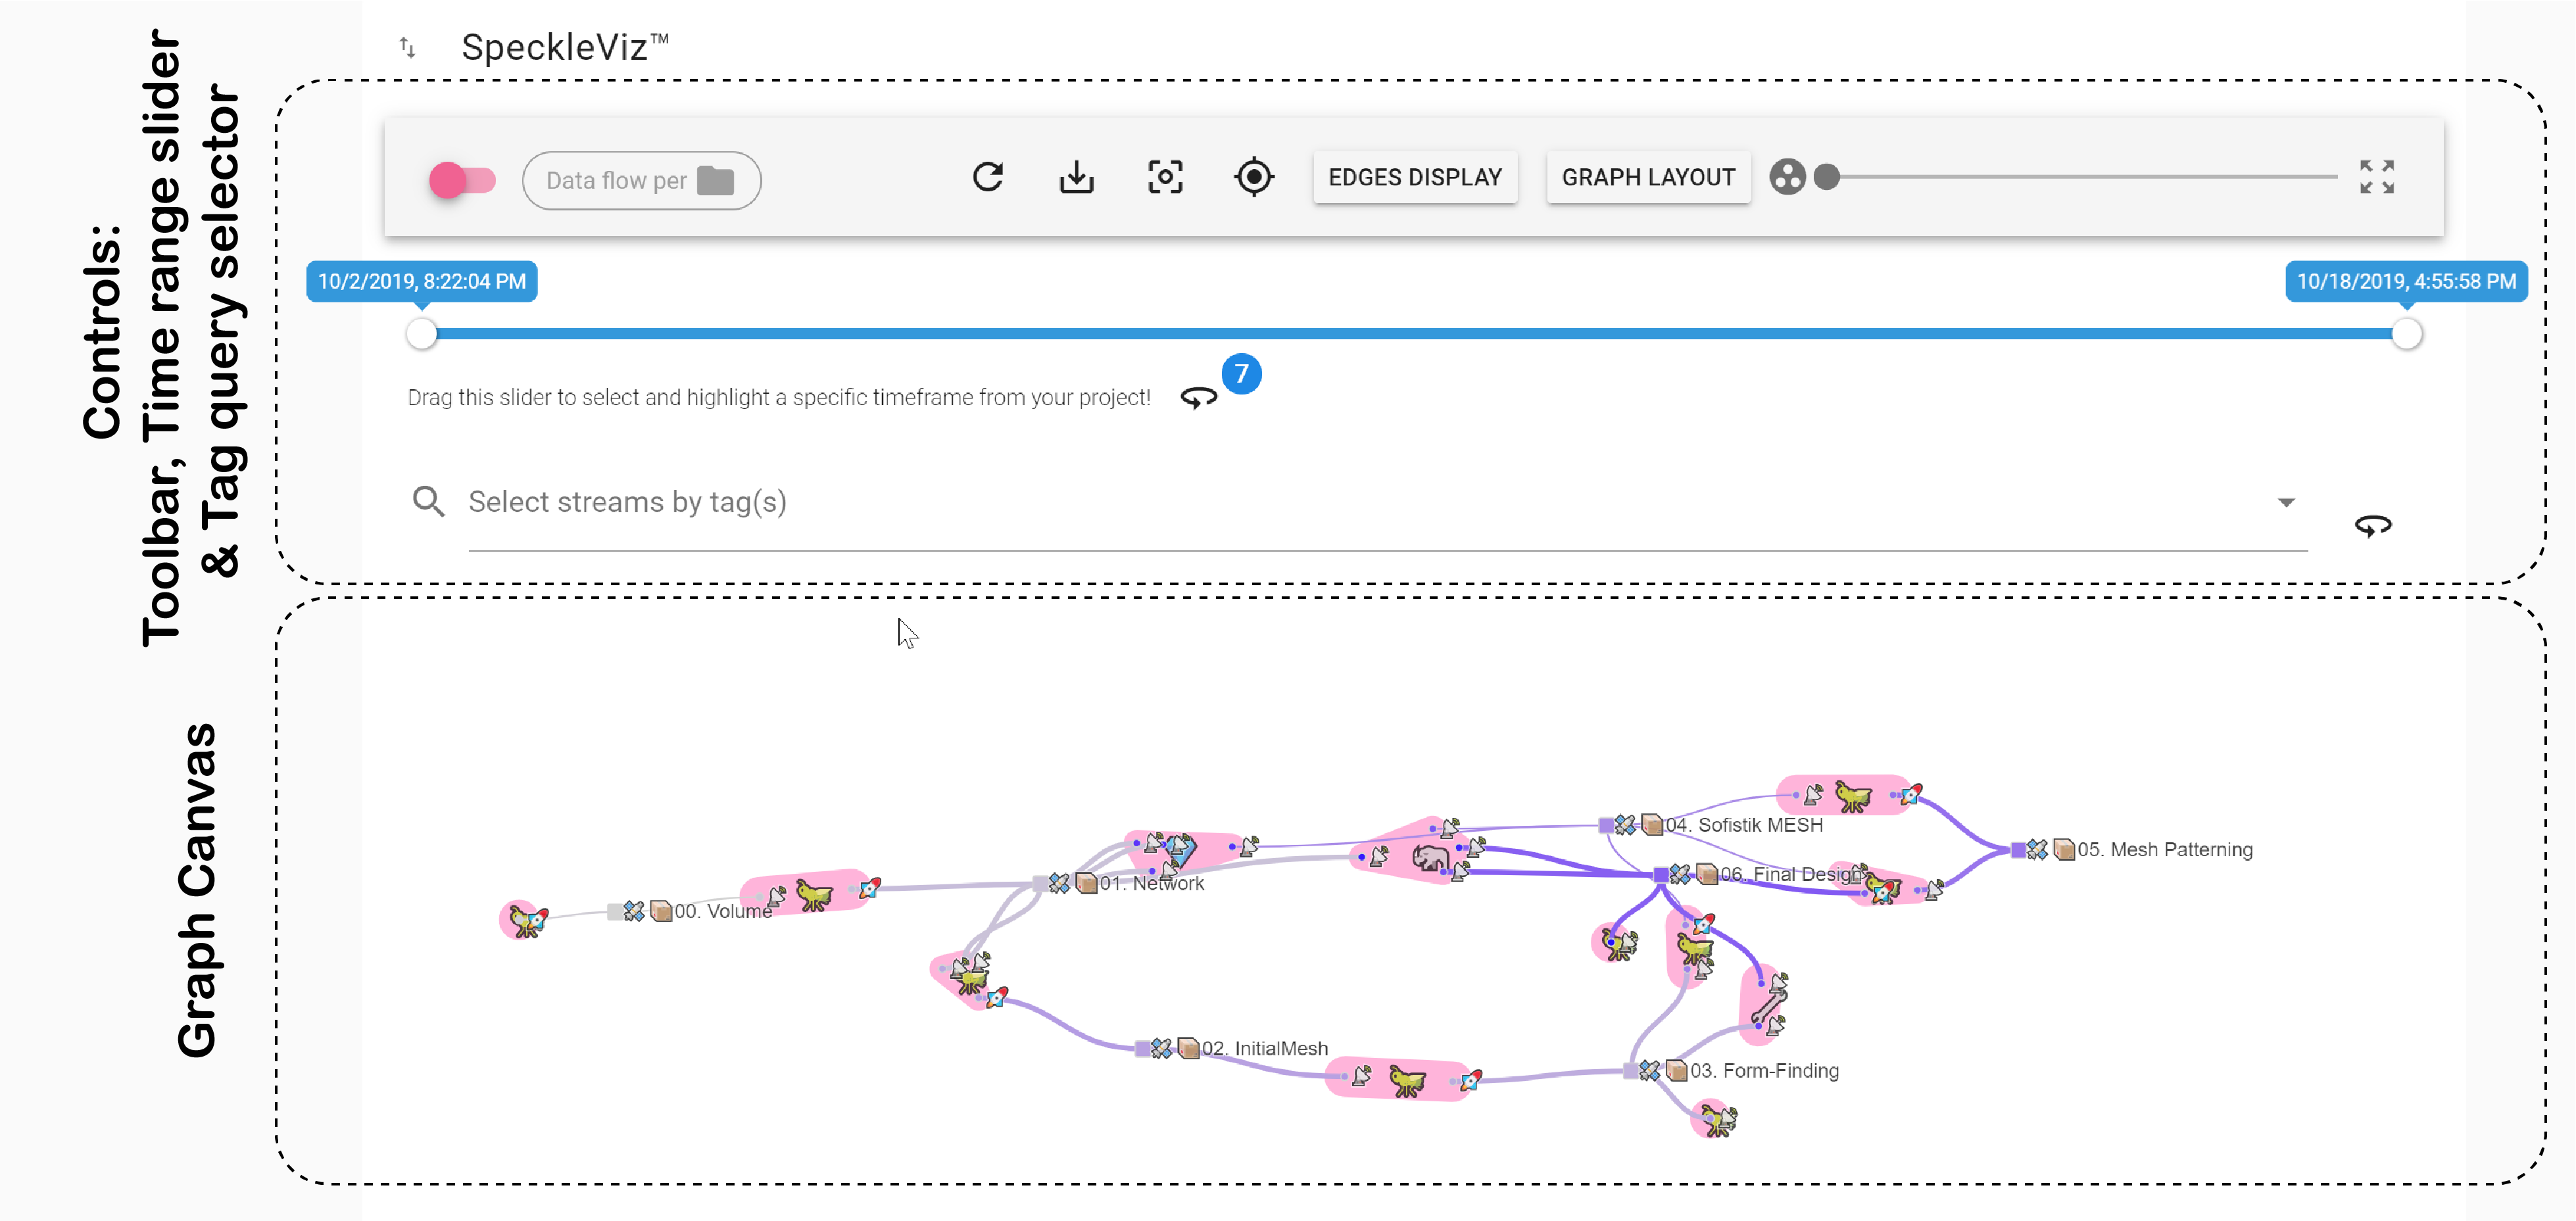 SpeckleViz™
Controls:
Toolbar, Time range slider
& Tag query selector
Data flow per
EDGES DISPLAY
GRAPH LAYOUT
10/2/2019, 8:22:04 PM
10/18/2019, 4:55:58 PM
7
Drag this slider to select and highlight a specific timeframe from your project!
Select streams by tag(s)
Graph Canvas
04. Sofistik MESH
05. Mesh Patterning
06. Final Design
01. Network
00. Volume
02. InitialMesh
03. Form-Finding